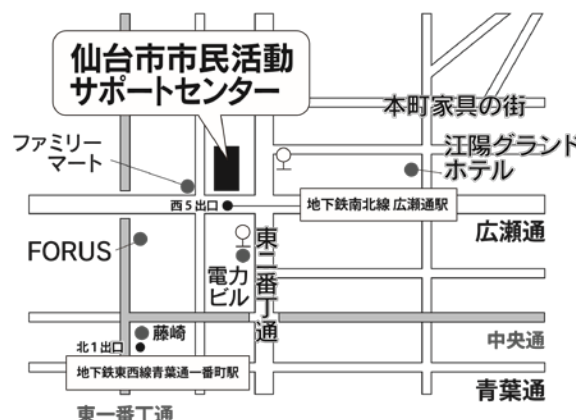 仙台市市民活動
サポートセンター
本町家具の街
ファミリー
マート
江陽グランド
ホテル
西5出口
地下鉄南北線 広瀬通駅
広瀬通
FORUS
東二番丁通
電力
ビル
藤崎
中央通
北1出口
地下鉄東西線青葉通一番町駅
青葉通
東一番丁通